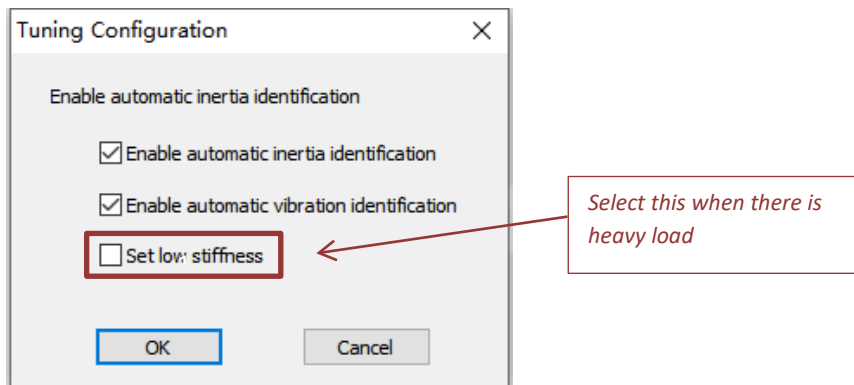 Tuning Configuration
Enable automatic inertia identification
Enable automatic inertia identification
Enable automatic vibration identification
Set low stiffness
Select this when there is
heavy load
OK
Cancel